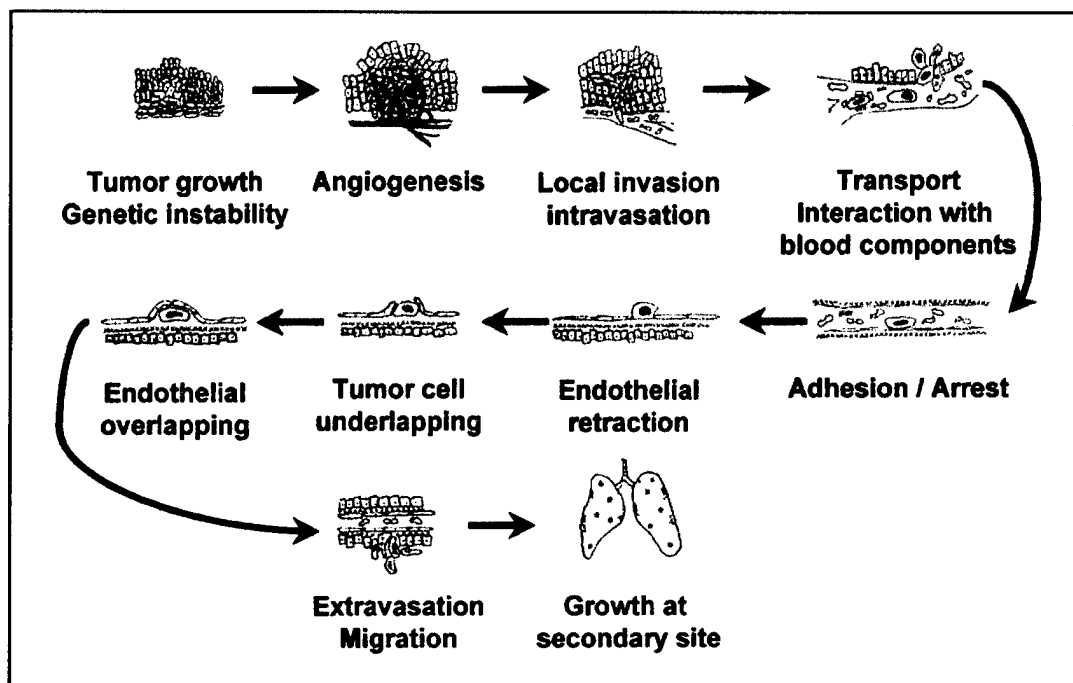 Tumor growth
Genetic instability
Angiogenesis
Local invasion
intravasation
Transport
Interaction with
blood components
Adhesion / Arrest
Endothelial
retraction
Tumor cell
underlapping
Endothelial
overlapping
Extravasation
Migration
Growth at
secondary site